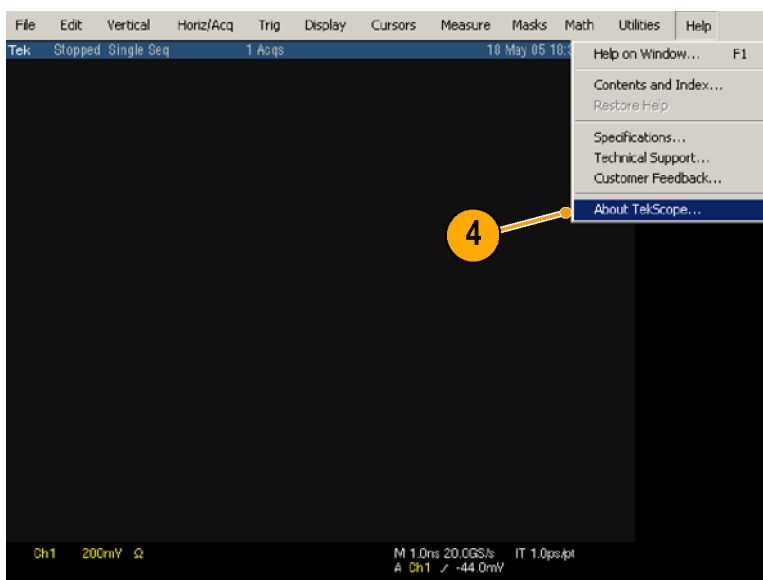 File Edit Vertical Horiz/Acq Trig Display Cursors Measure Masks Math Utilities Help
Tek Stopped Single Seq 1 Acqs 18 May 05 18:3
Help on Window... F1
Contents and Index...
Restore Help
Specifications...
Technical Support...
Customer Feedback...
About TekScope...
4
Ch1 200mV Ω M 1.0ns 20.0GS/s IT 1.0ps/pt
A Ch1 ⁄ -44.0mV